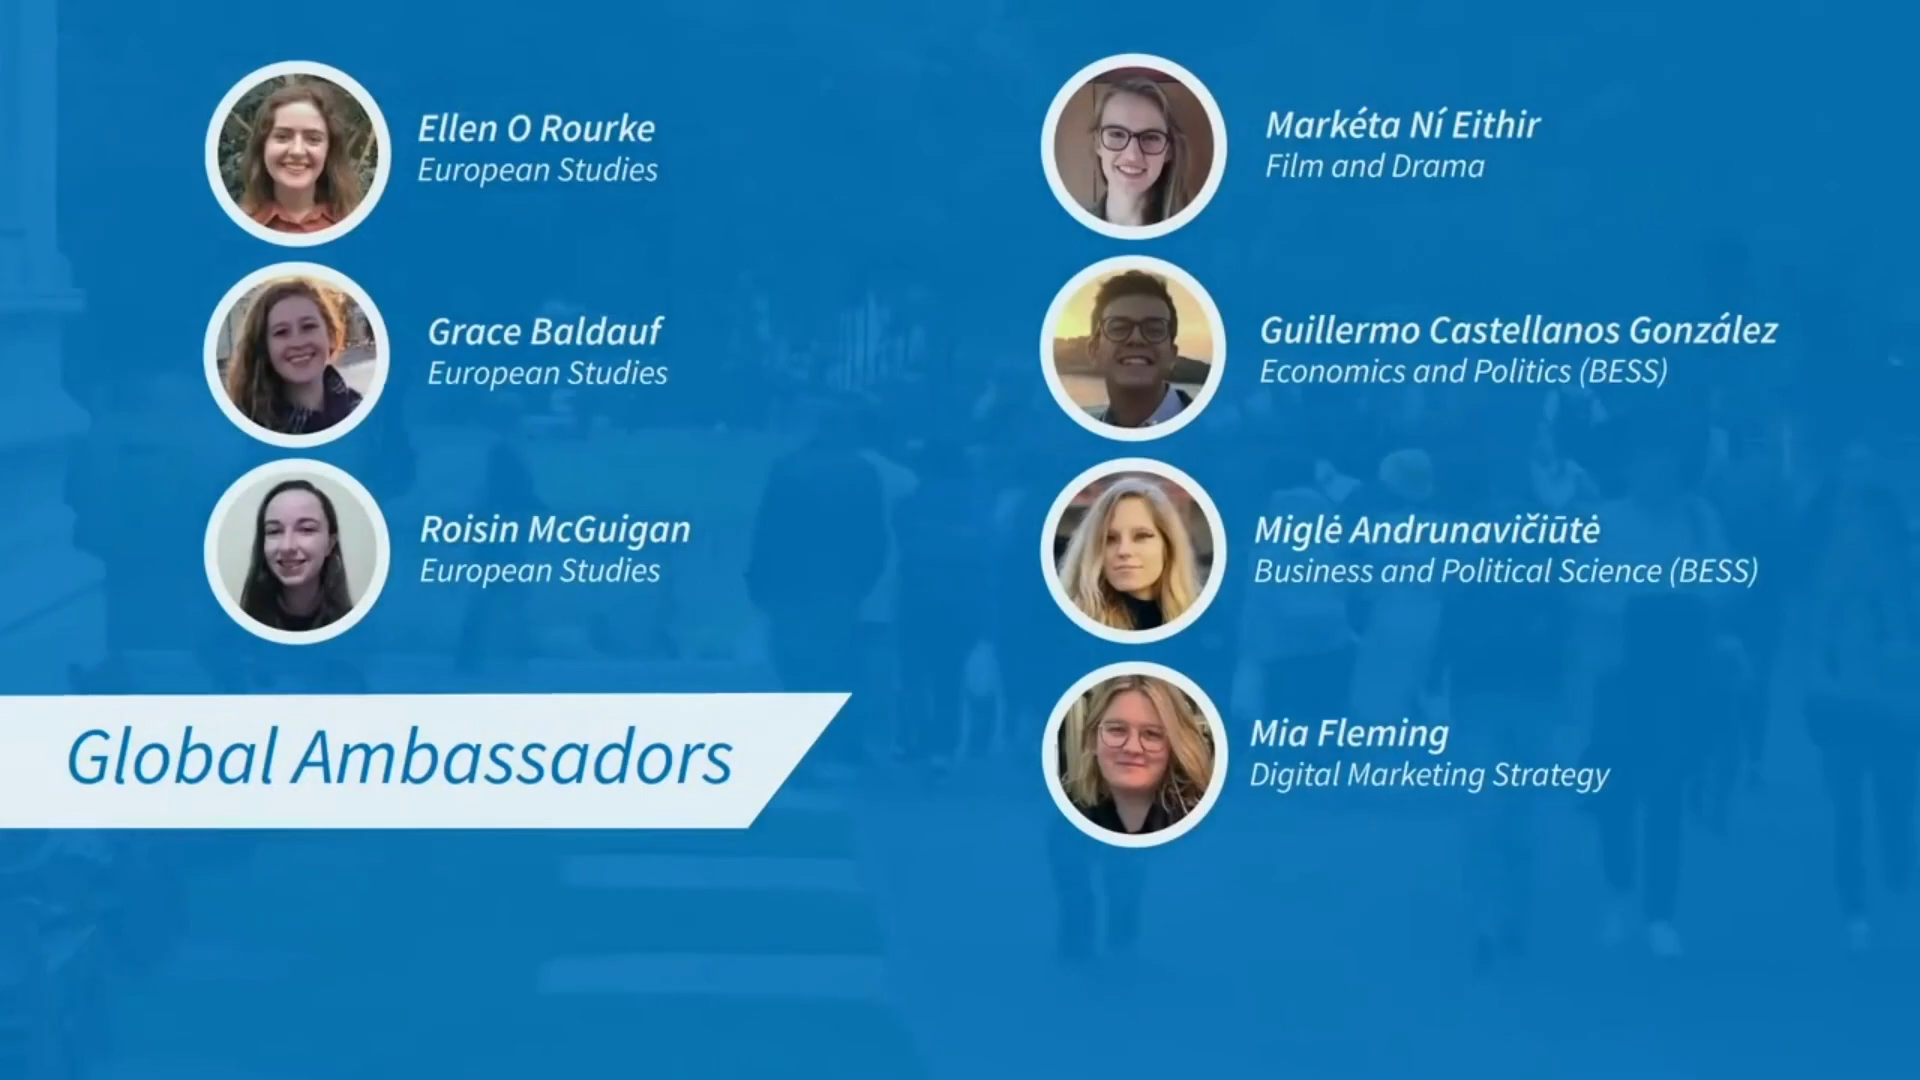 Ellen O Rourke
European Studies
Grace Baldauf
European Studies
Roisin McGuigan
European Studies
Global Ambassadors
Markéta Ní Eithir
Film and Drama
Guillermo Castellanos González
Economics and Politics (BESS)
Miglė Andrunavičiūtė
Business and Political Science (BESS)
Mia Fleming
Digital Marketing Strategy